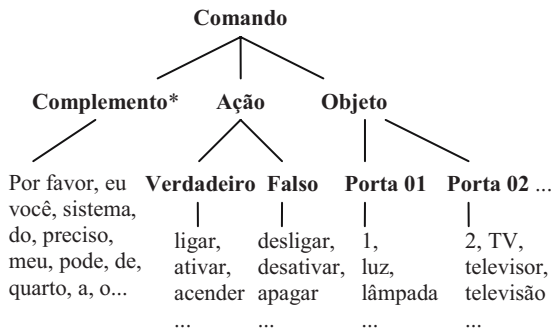 Comando
Complemento* Ação Objeto
Por favor, eu
você, sistema,
do, preciso,
meu, pode, de,
quarto, a, o...
Verdadeiro Falso Porta 01 Porta 02 ...
ligar,
ativar,
acender
...
desligar,
desativar,
apagar
...
1,
luz,
lâmpada
...
2, TV,
televisor,
televisão
...